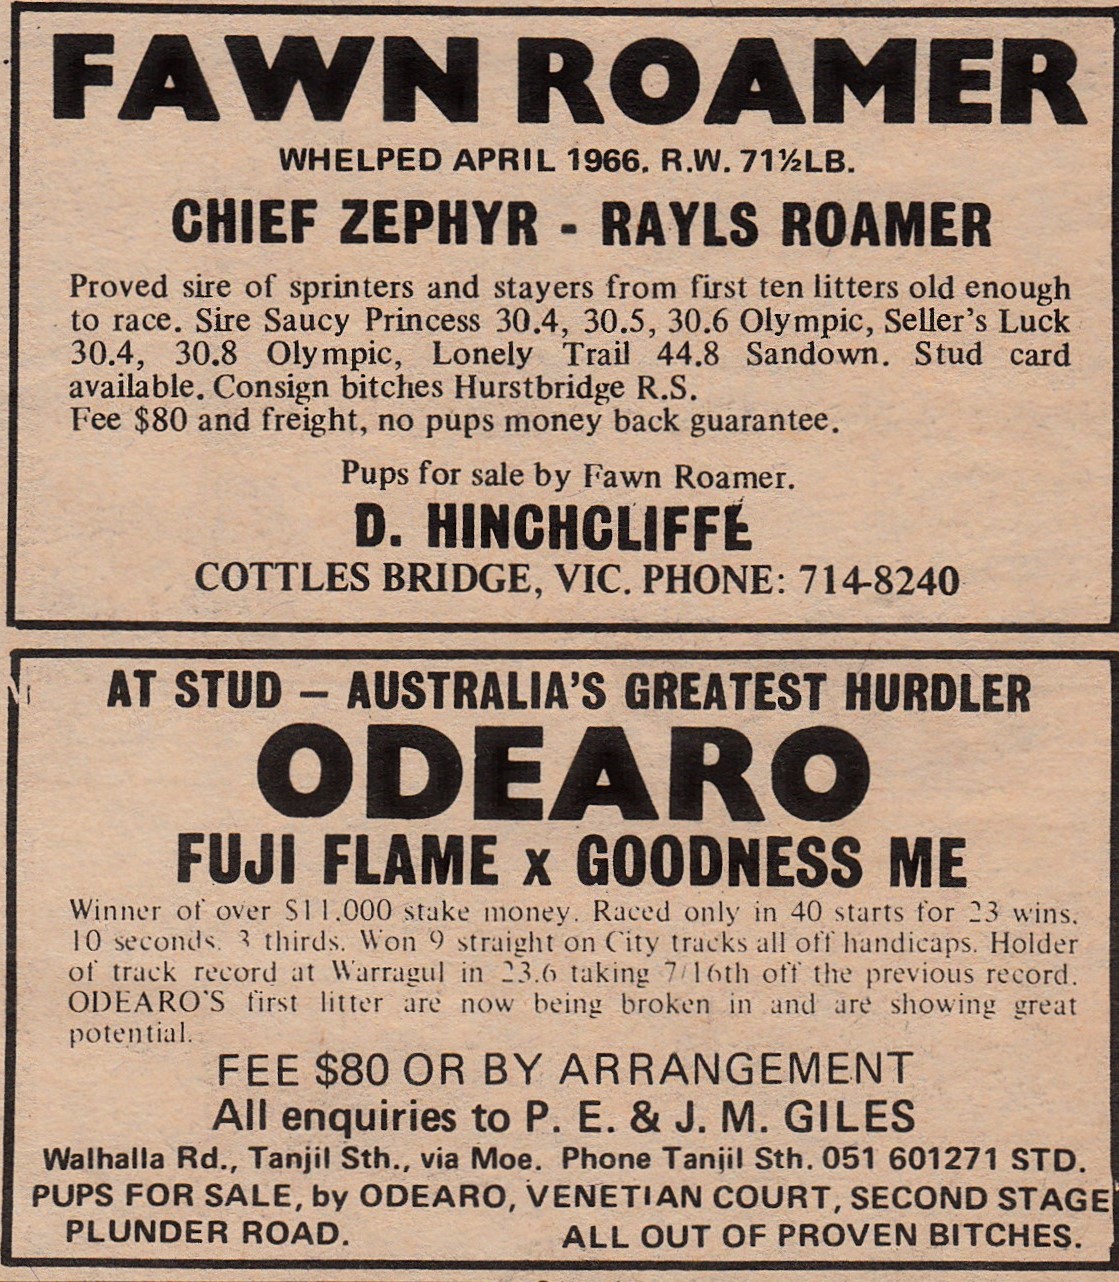 FAWN ROAMER
WHELPED APRIL 1966. R.W. 71½LB.
CHIEF ZEPHYR - RAYLS ROAMER
Proved sire of sprinters and stayers from first ten litters old enough
to race. Sire Saucy Princess 30.4, 30.5, 30.6 Olympic, Seller's Luck
30.4, 30.8 Olympic, Lonely Trail 44.8 Sandown. Stud card
available. Consign bitches Hurstbridge R.S.
Fee $80 and freight, no pups money back guarantee.
Pups for sale by Fawn Roamer.
D. HINCHCLIFFE
COTTLES BRIDGE, VIC. PHONE: 714-8240
AT STUD – AUSTRALIA'S GREATEST HURDLER
ODEARO
FUJI FLAME x GOODNESS ME
Winner of over $11.000 stake money. Raced only in 40 starts for 23 wins.
10 seconds. 3 thirds. Won 9 straight on City tracks all off handicaps. Holder
of track record at Warragul in 23.6 taking 7/16th off the previous record.
ODEARO'S first litter are now being broken in and are showing great
potential.
FEE $80 OR BY ARRANGEMENT
All enquiries to P. E. & J. M. GILES
Walhalla Rd., Tanjil Sth., via Moe. Phone Tanjil Sth. 051 601271 STD.
PUPS FOR SALE, by ODEARO, VENETIAN COURT, SECOND STAGE
PLUNDER ROAD. ALL OUT OF PROVEN BITCHES.